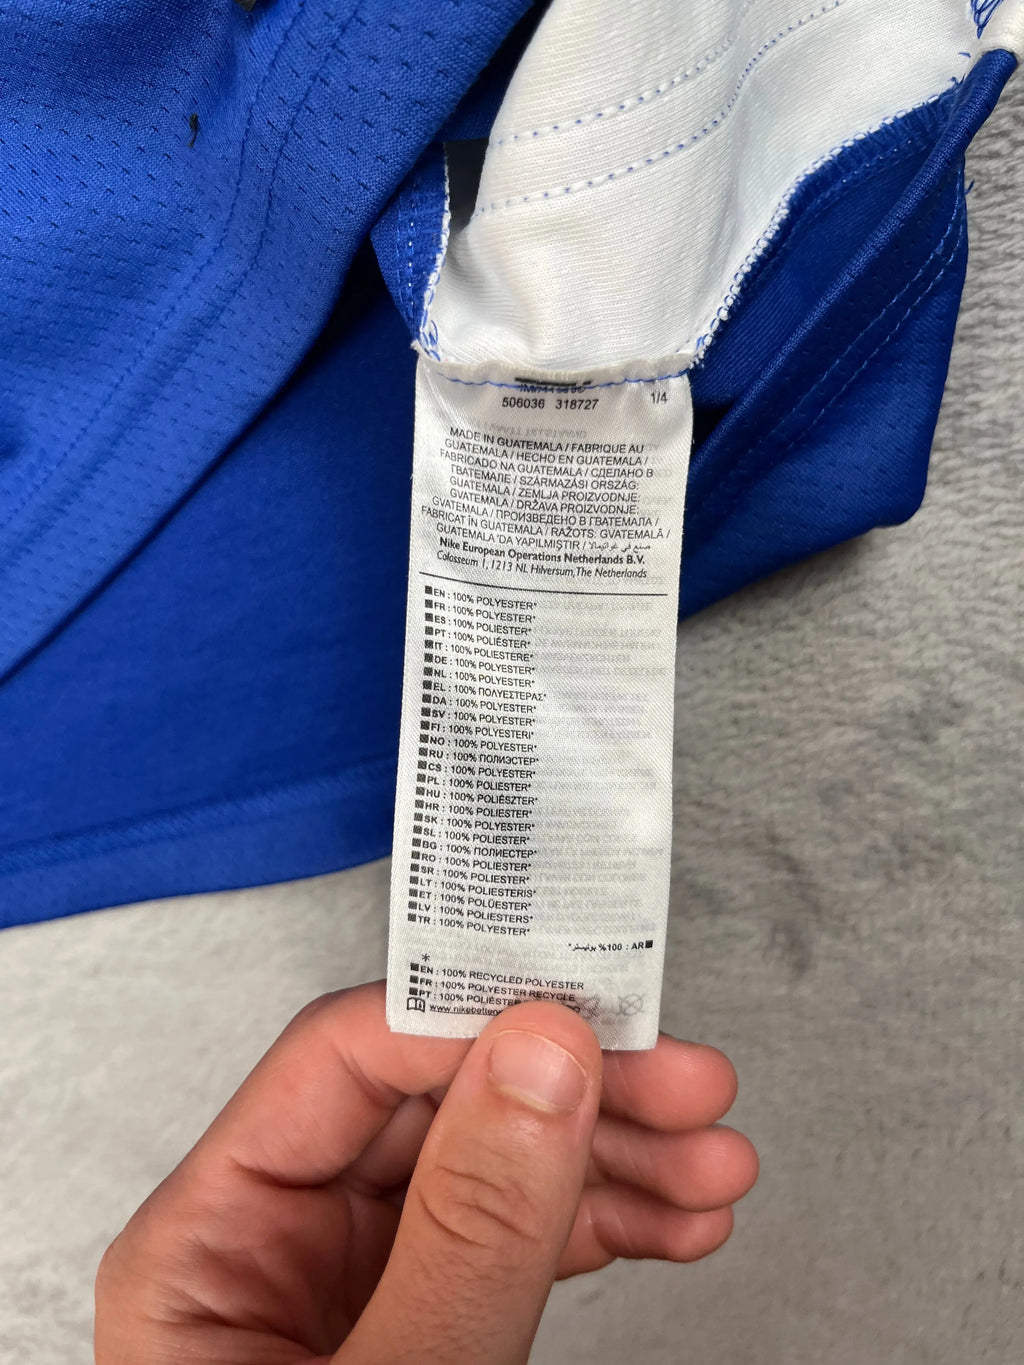 506036 318727
1/4
MADE IN GUATEMALA / FABRIQUE AU
GUATEMALA / HECHO EN GUATEMALA /
FABRICADO NA GUATEMALA / СДЕЛАНО В
ГВАТЕМАЛЕ / SZÁRMAZÁSI ORSZÁG:
GVATEMALA / ZEMLJA PROIZVODNJE:
GVATEMALA / DRŽAVA PROIZVODNJE:
GVATEMALA / ПРОИЗВЕДЕНО В ГВАТЕМАЛА /
FABRICAT ÎN GUATEMALA / RAŽOTS: GVATEMALĀ /
GUATEMALA 'DA YAPILMIŞTIR / صنع في غواتيمالا
Nike European Operations Netherlands B.V.
Colosseum 1, 1213 NL Hilversum, The Netherlands
EN : 100% POLYESTER*
FR : 100% POLYESTER*
ES : 100% POLIÉSTER*
PT : 100% POLIÉSTER*
IT : 100% POLIESTERE*
DE : 100% POLYESTER*
NL : 100% POLYESTER*
EL : 100% ΠΟΛΥΕΣΤΕΡΑΣ*
DA : 100% POLYESTER*
SV : 100% POLYESTER*
FI : 100% POLYESTERI*
NO : 100% POLYESTER*
RU : 100% ПОЛИЭСТЕР*
CS : 100% POLYESTER*
PL : 100% POLIESTER*
HU : 100% POLIÉSZTER*
HR : 100% POLIESTER*
SK : 100% POLYESTER*
SL : 100% POLIESTER*
BG : 100% ПОЛИЕСТЕР*
RO : 100% POLIESTER*
SR : 100% POLIESTER*
LT : 100% POLIESTERIS*
ET : 100% POLÜESTER*
LV : 100% POLIESTERS*
TR : 100% POLYESTER*
AR : 100% بوليستر*
*
EN : 100% RECYCLED POLYESTER
FR : 100% POLYESTER RECYCLE
PT : 100% POLIÉSTE